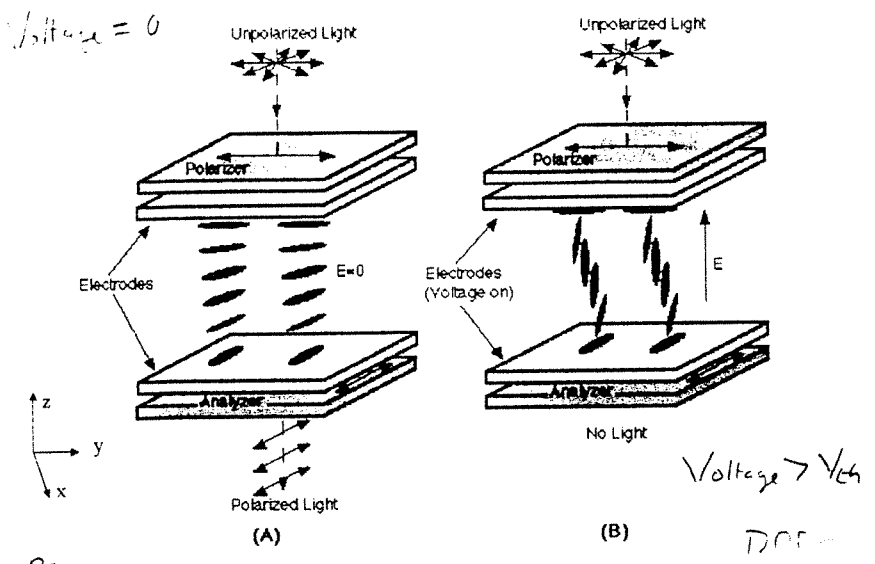 Voltage = 0
Unpolarized Light
Polarizer
Electrodes
E=0
Analyzer
z
y
x
Polarized Light
(A)
Unpolarized Light
Polarizer
Electrodes
(Voltage on)
E
Analyzer
No Light
Voltage > Vth
(B)